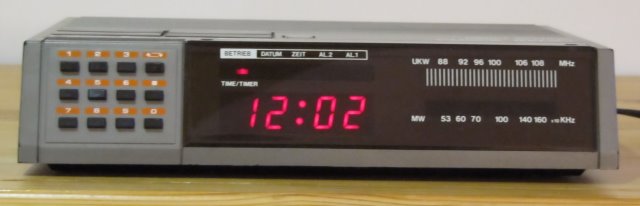 BETRIEB DATUM ZEIT AL.2 AL.1
TIME/TIMER
12:02
UKW 88 92 96 100 106 108 MHz
MW 53 60 70 100 140 160 x10 KHz
1 2 3
4 5 6
7 8 9 0